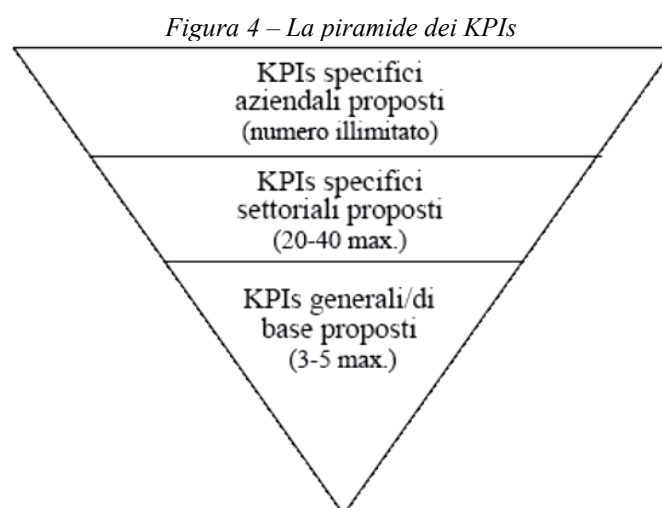 Figura 4 – La piramide dei KPIs
KPIs specifici
aziendali proposti
(numero illimitato)
KPIs specifici
settoriali proposti
(20-40 max.)
KPIs generali/di
base proposti
(3-5 max.)